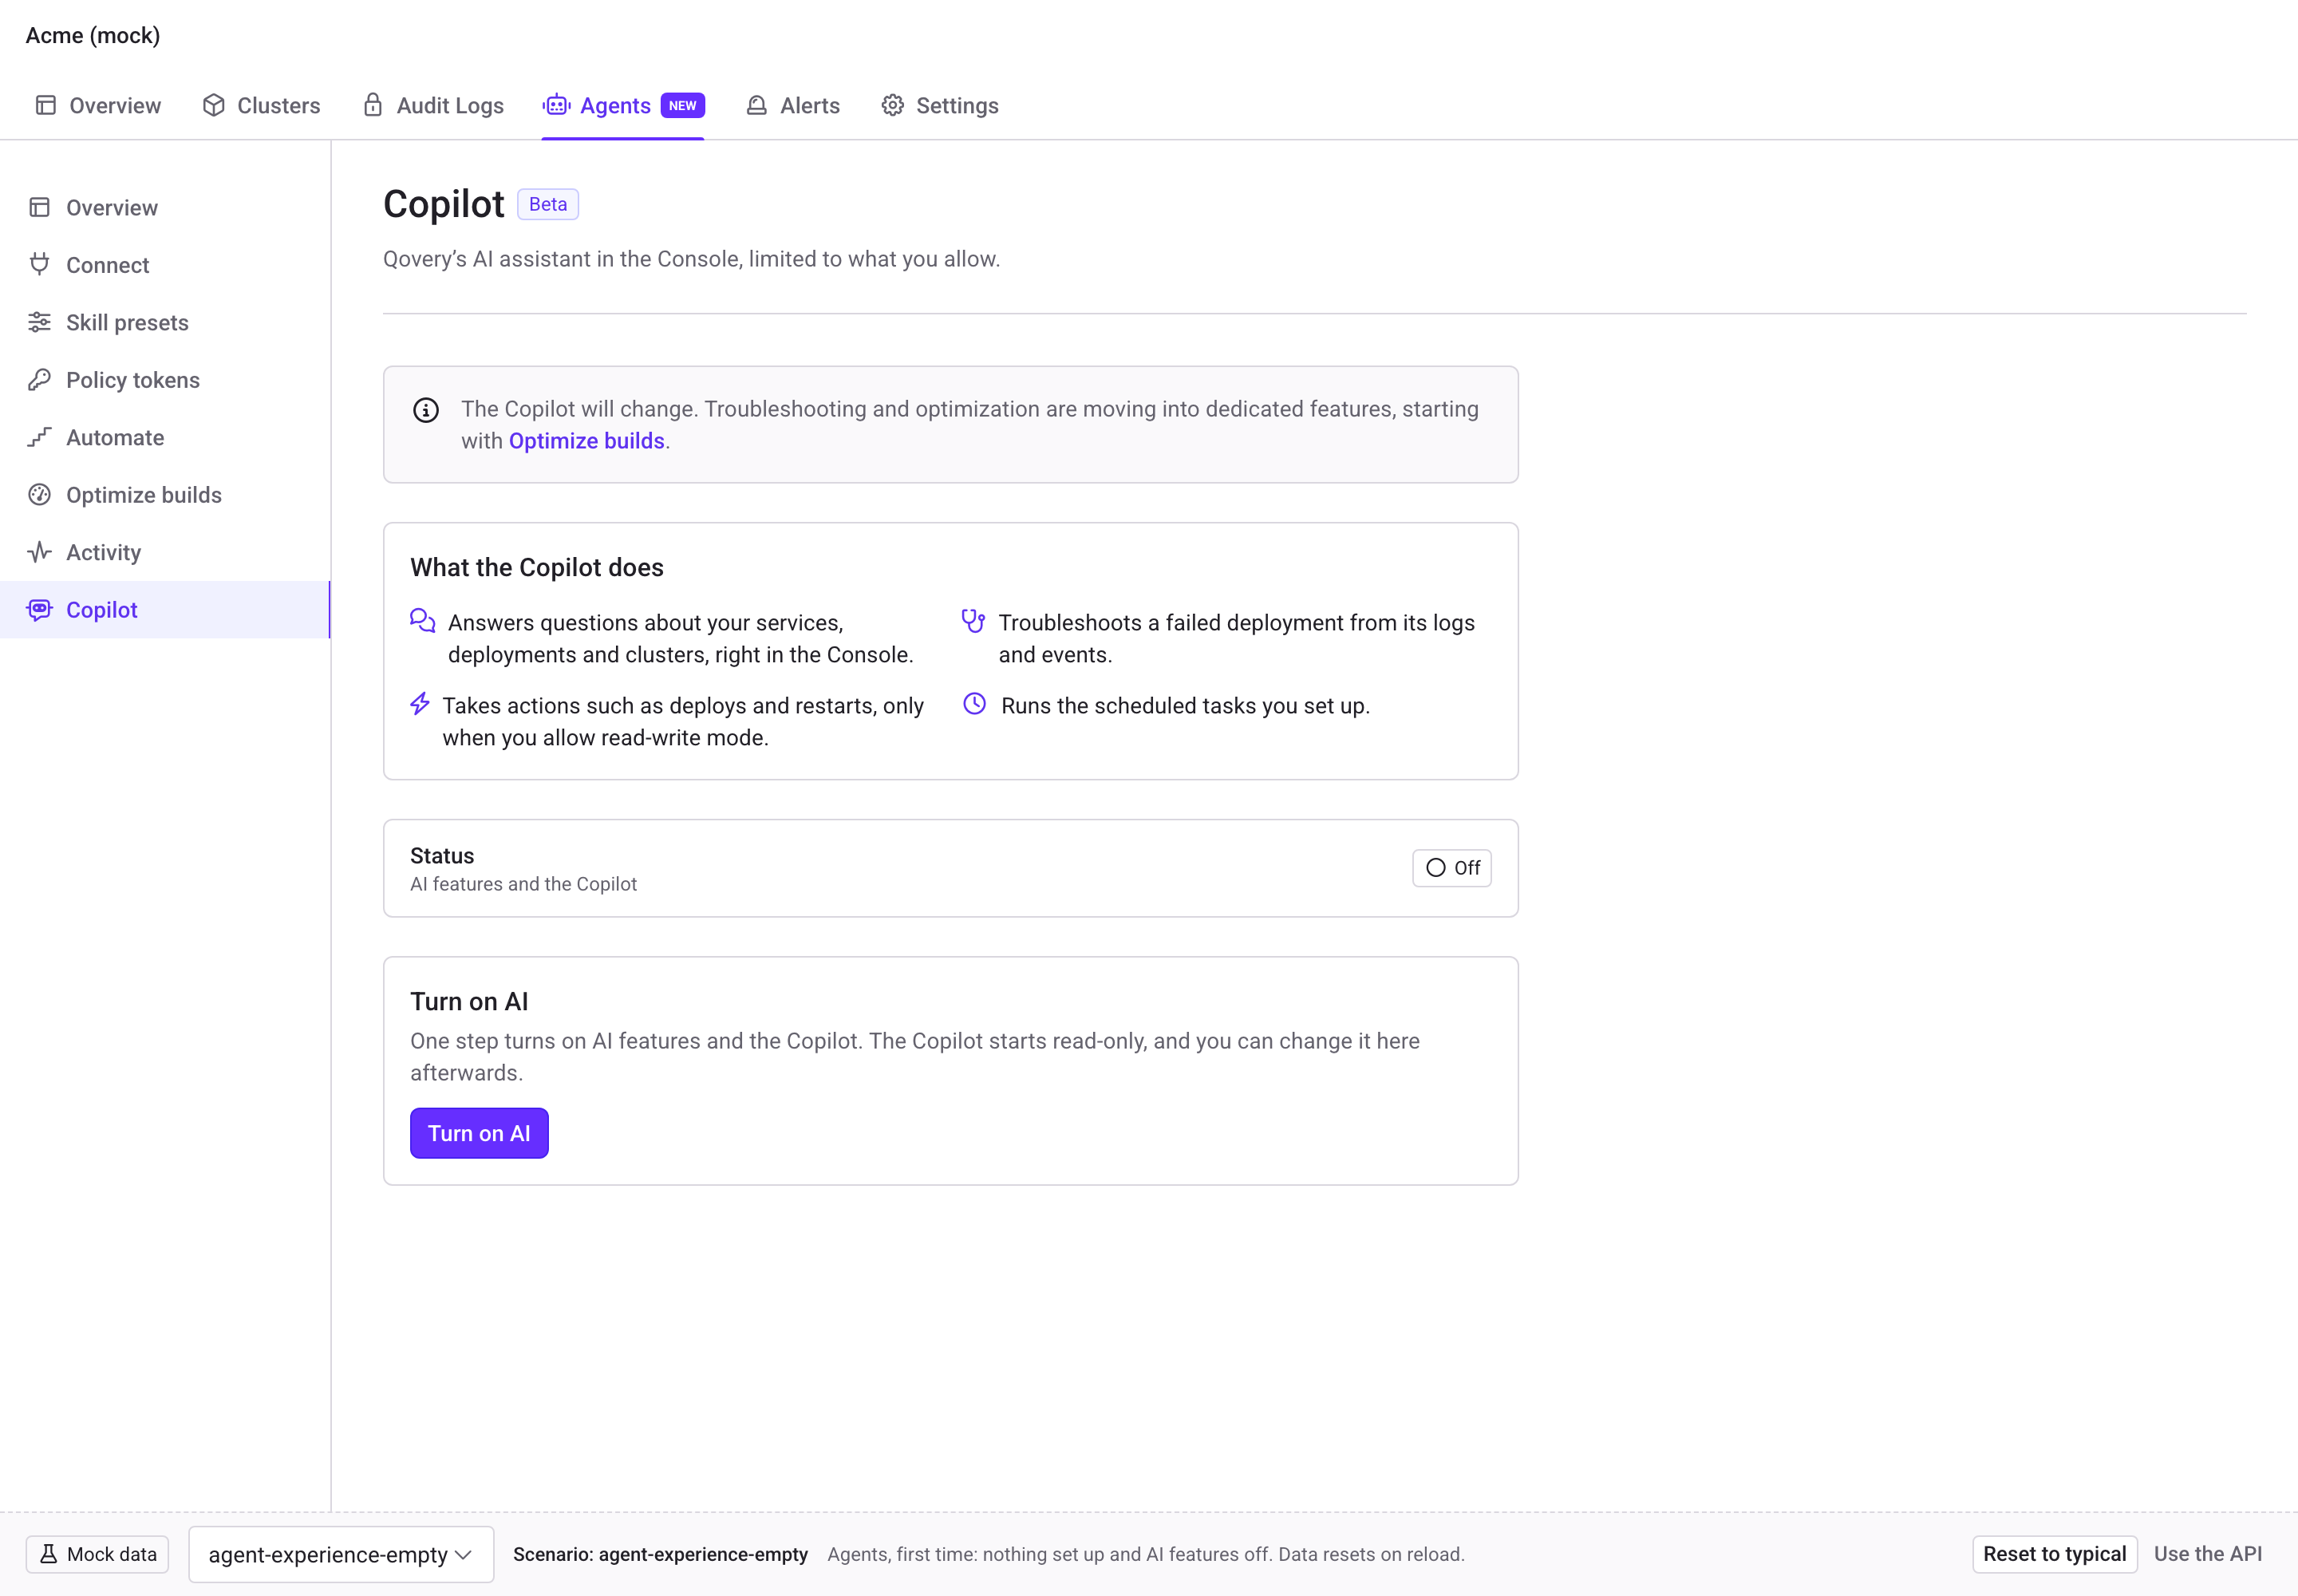 Acme (mock)
Overview
Clusters
Audit Logs
Agents NEW
Alerts
Settings
Overview
Connect
Skill presets
Policy tokens
Automate
Optimize builds
Activity
Copilot
Copilot Beta
Qovery’s AI assistant in the Console, limited to what you allow.
The Copilot will change. Troubleshooting and optimization are moving into dedicated features, starting
with Optimize builds.
What the Copilot does
Answers questions about your services,
deployments and clusters, right in the Console.
Troubleshoots a failed deployment from its logs
and events.
Takes actions such as deploys and restarts, only
when you allow read-write mode.
Runs the scheduled tasks you set up.
Status
AI features and the Copilot
Off
Turn on AI
One step turns on AI features and the Copilot. The Copilot starts read-only, and you can change it here
afterwards.
Turn on AI
Mock data
agent-experience-empty
Scenario: agent-experience-empty
Agents, first time: nothing set up and AI features off. Data resets on reload.
Reset to typical
Use the API